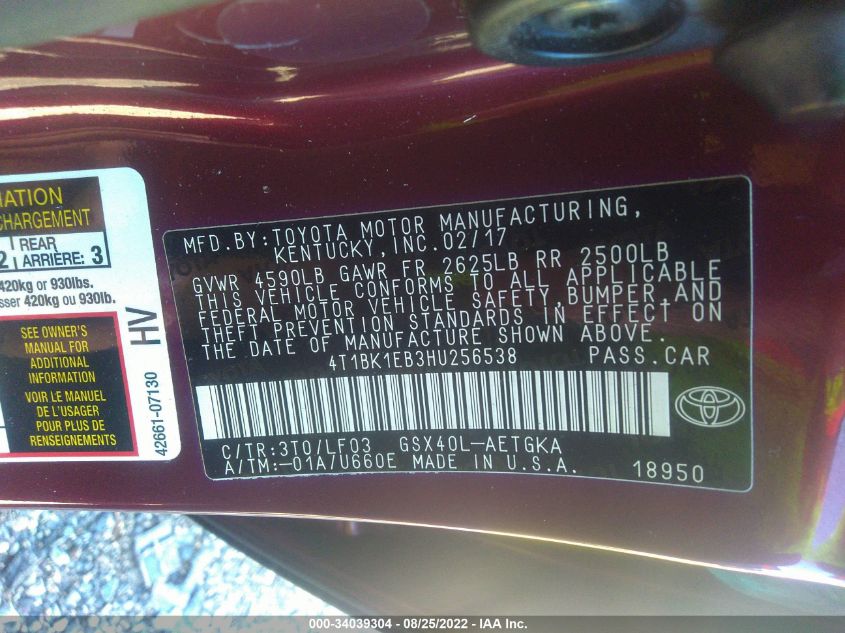 MATION
CHARGEMENT
2 REAR
ARRIÈRE: 3
420kg or 930lbs.
sser 420kg ou 930lb.
SEE OWNER'S
MANUAL FOR
ADDITIONAL
INFORMATION
VOIR LE MANUEL
DE L'USAGER
POUR PLUS DE
RENSEIGNEMENTS
HV
42661-07130
MFD.BY:TOYOTA MOTOR MANUFACTURING,
KENTUCKY,INC.02/17
GVWR 4590LB GAWR FR 2625LB RR 2500LB
THIS VEHICLE CONFORMS TO ALL APPLICABLE
FEDERAL MOTOR VEHICLE SAFETY,BUMPER,AND
THEFT PREVENTION STANDARDS IN EFFECT ON
THE DATE OF MANUFACTURE SHOWN ABOVE.
4T1BK1EB3HU256538 PASS.CAR
C/TR:3T0/LF03 GSX40L-AETGKA
A/TM:-01A/U660E MADE IN U.S.A.
18950
000-34039304 - 08/25/2022 - IAA Inc.